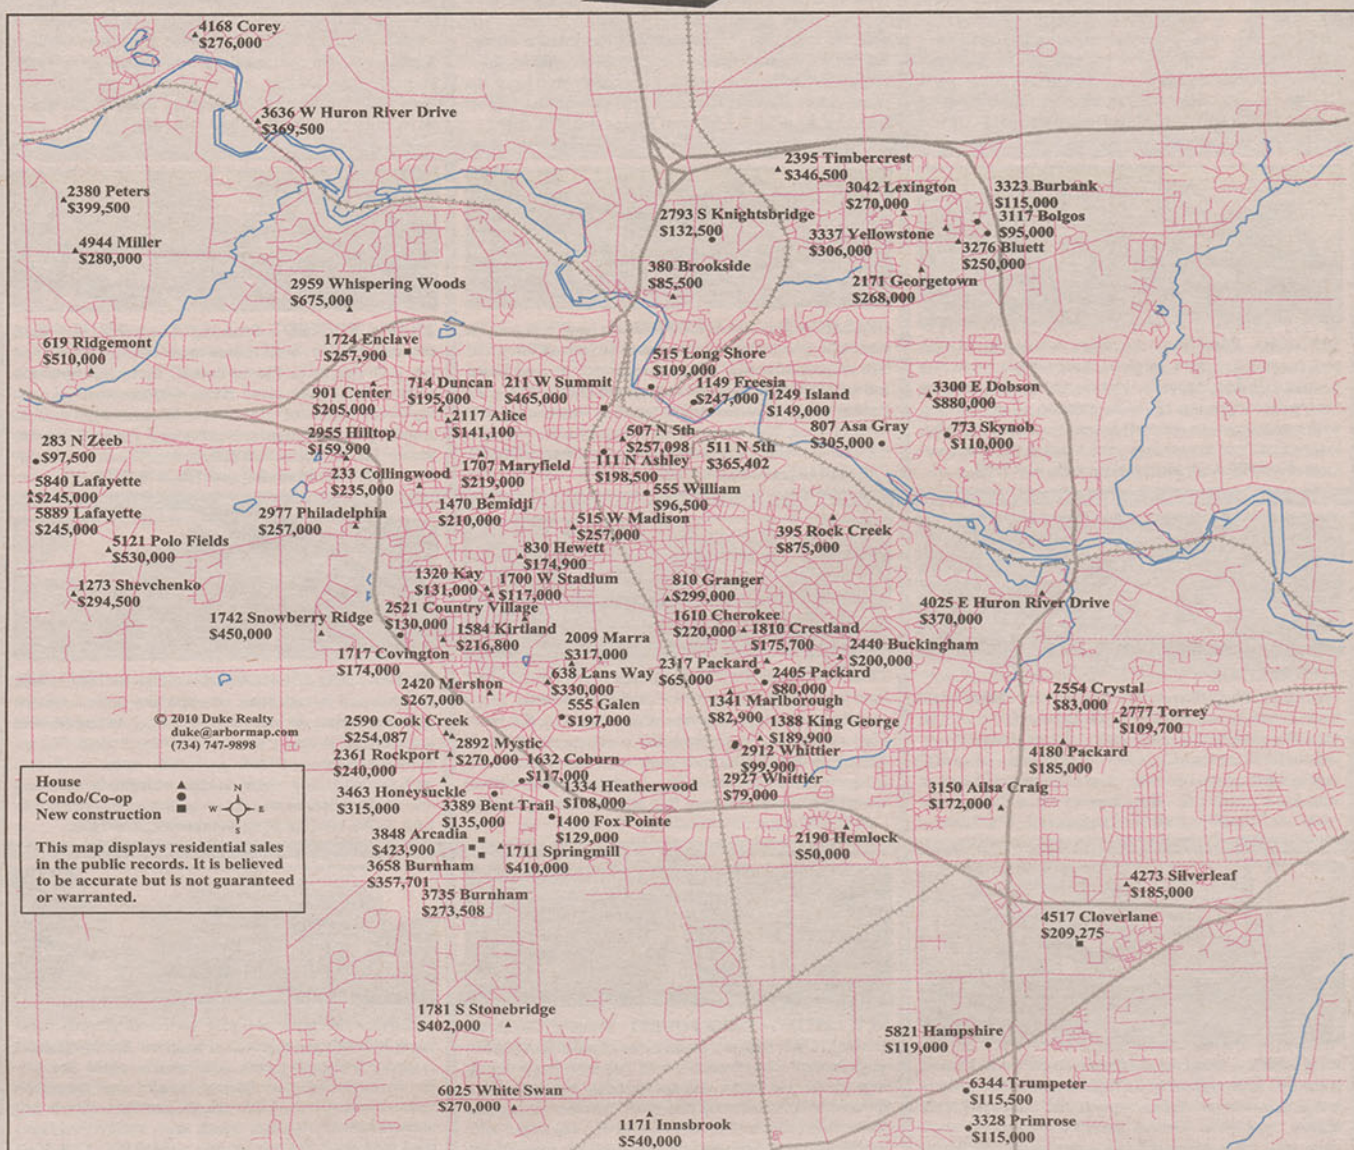 4168 Corey
$276,000
3636 W Huron River Drive
$369,500
2395 Timbercrest
$346,500
3042 Lexington
$270,000
3323 Burbank
$115,000
2380 Peters
$399,500
2793 S Knightsbridge
$132,500
3117 Bolgos
$95,000
3337 Yellowstone
$306,000
4944 Miller
$280,000
3276 Bluett
$250,000
380 Brookside
$85,500
2959 Whispering Woods
$675,000
2171 Georgetown
$268,000
619 Ridgemont
$510,000
1724 Enclave
$257,900
515 Long Shore
$109,000
901 Center
$205,000
714 Duncan
$195,000
211 W Summit
$465,000
1149 Freesia
$247,000
1249 Island
$149,000
3300 E Dobson
$880,000
2117 Alice
$141,100
2955 Hilltop
$159,900
507 N 5th
$257,098
807 Asa Gray
$305,000
773 Skynob
$110,000
283 N Zeeb
$97,500
511 N 5th
$365,402
111 N Ashley
$198,500
1707 Maryfield
$219,000
233 Collingwood
$235,000
5840 Lafayette
$245,000
555 William
$96,500
1470 Bemidji
$210,000
5889 Lafayette
$245,000
2977 Philadelphia
$257,000
515 W Madison
$257,000
395 Rock Creek
$875,000
5121 Polo Fields
$530,000
830 Hewett
$174,900
1273 Shevchenko
$294,500
1320 Kay
$131,000
1700 W Stadium
$117,000
810 Granger
$299,000
4025 E Huron River Drive
$370,000
1742 Snowberry Ridge
$450,000
2521 Country Village
$130,000
1610 Cherokee
$220,000
1584 Kirtland
$216,800
1810 Crestland
$175,700
2009 Marra
$317,000
2440 Buckingham
$200,000
1717 Covington
$174,000
2317 Packard
$65,000
638 Lans Way
$330,000
2405 Packard
$80,000
2420 Mershon
$267,000
2554 Crystal
$83,000
555 Galen
$197,000
1341 Marlborough
$82,900
2777 Torrey
$109,700
© 2010 Duke Realty
duke@arbormap.com
(734) 747-9898
2590 Cook Creek
$254,087
1388 King George
$189,900
2892 Mystic
$270,000
2912 Whittier
$99,900
4180 Packard
$185,000
2361 Rockport
$240,000
1632 Coburn
$117,000
2927 Whittier
$79,000
3463 Honeysuckle
$315,000
1334 Heatherwood
$108,000
3150 Ailsa Craig
$172,000
3389 Bent Trail
$135,000
1400 Fox Pointe
$129,000
3848 Arcadia
$423,900
2190 Hemlock
$50,000
1711 Springmill
$410,000
3658 Burnham
$357,701
4273 Silverleaf
$185,000
3735 Burnham
$273,508
House
Condo/Co-op
New construction
N
W E
S
This map displays residential sales
in the public records. It is believed
to be accurate but is not guaranteed
or warranted.
4517 Cloverlane
$209,275
1781 S Stonebridge
$402,000
5821 Hampshire
$119,000
6025 White Swan
$270,000
6344 Trumpeter
$115,500
1171 Innsbrook
$540,000
3328 Primrose
$115,000